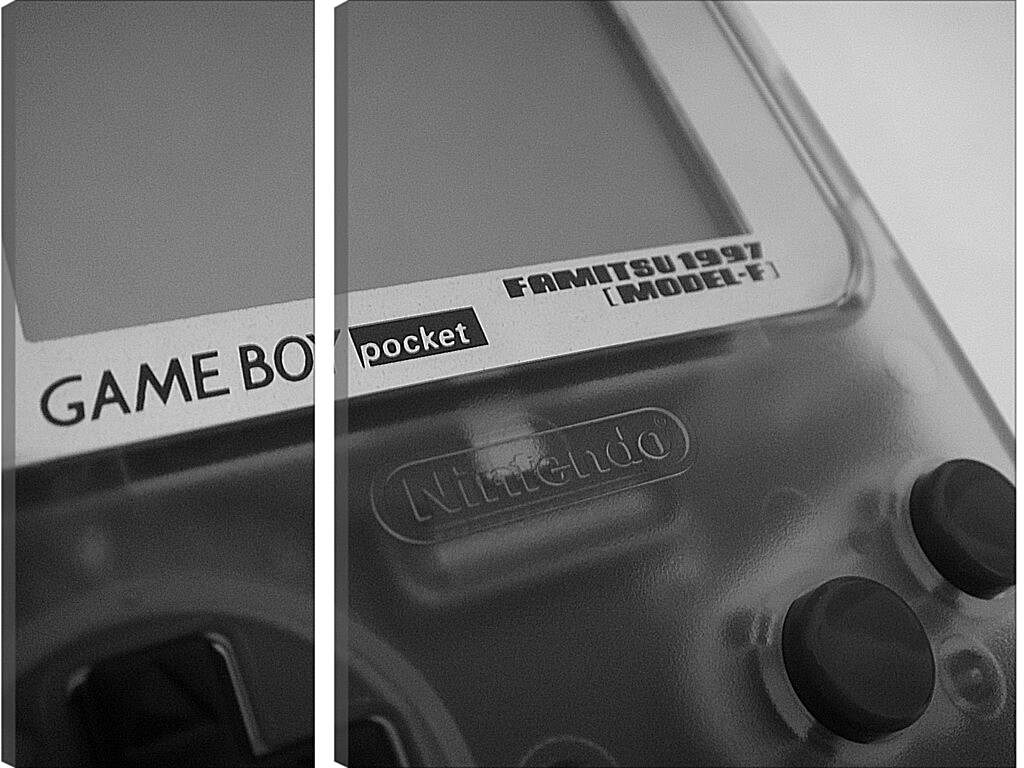 FAMITSU 1997
[MODEL-F]
GAME BOY pocket
Nintendo